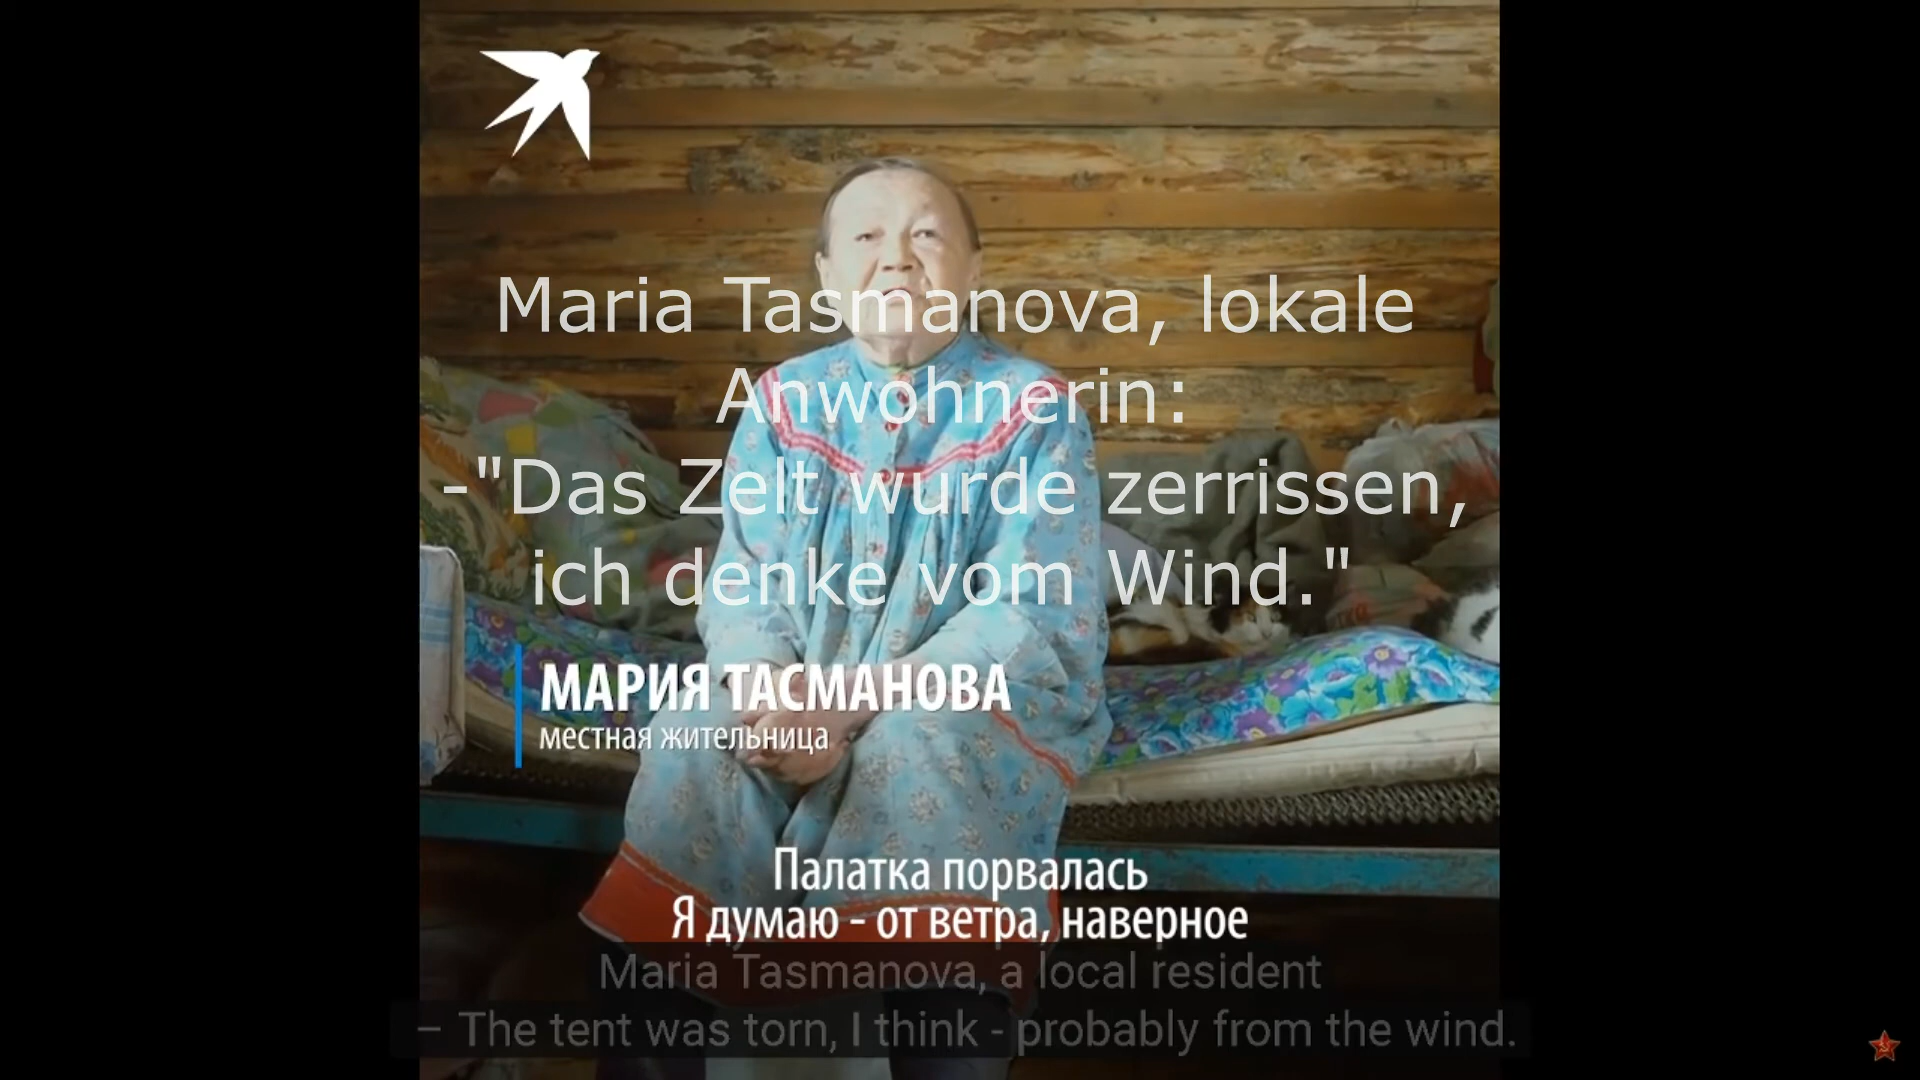 Maria Tasmanova, lokale
Anwohnerin:
-"Das Zelt wurde zerrissen,
ich denke vom Wind."
МАРИЯ ТАСМАНОВА
местная жительница
Палатка порвалась
Я думаю - от ветра, наверное
Maria Tasmanova, a local resident
– The tent was torn, I think - probably from the wind.